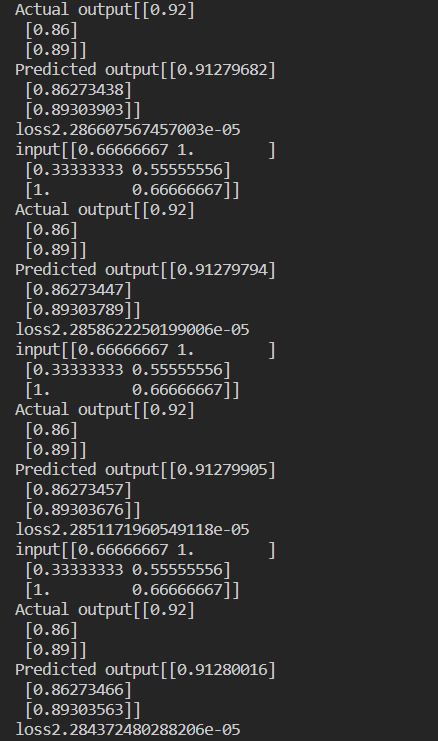 Actual output[[0.92]
 [0.86]
 [0.89]]
Predicted output[[0.91279682]
 [0.86273438]
 [0.89303903]]
loss2.286607567457003e-05
input[[0.66666667 1.        ]
 [0.33333333 0.55555556]
 [1.         0.66666667]]
Actual output[[0.92]
 [0.86]
 [0.89]]
Predicted output[[0.91279794]
 [0.86273447]
 [0.89303789]]
loss2.2858622250199006e-05
input[[0.66666667 1.        ]
 [0.33333333 0.55555556]
 [1.         0.66666667]]
Actual output[[0.92]
 [0.86]
 [0.89]]
Predicted output[[0.91279905]
 [0.86273457]
 [0.89303676]]
loss2.2851171960549118e-05
input[[0.66666667 1.        ]
 [0.33333333 0.55555556]
 [1.         0.66666667]]
Actual output[[0.92]
 [0.86]
 [0.89]]
Predicted output[[0.91280016]
 [0.86273466]
 [0.89303563]]
loss2.284372480288206e-05